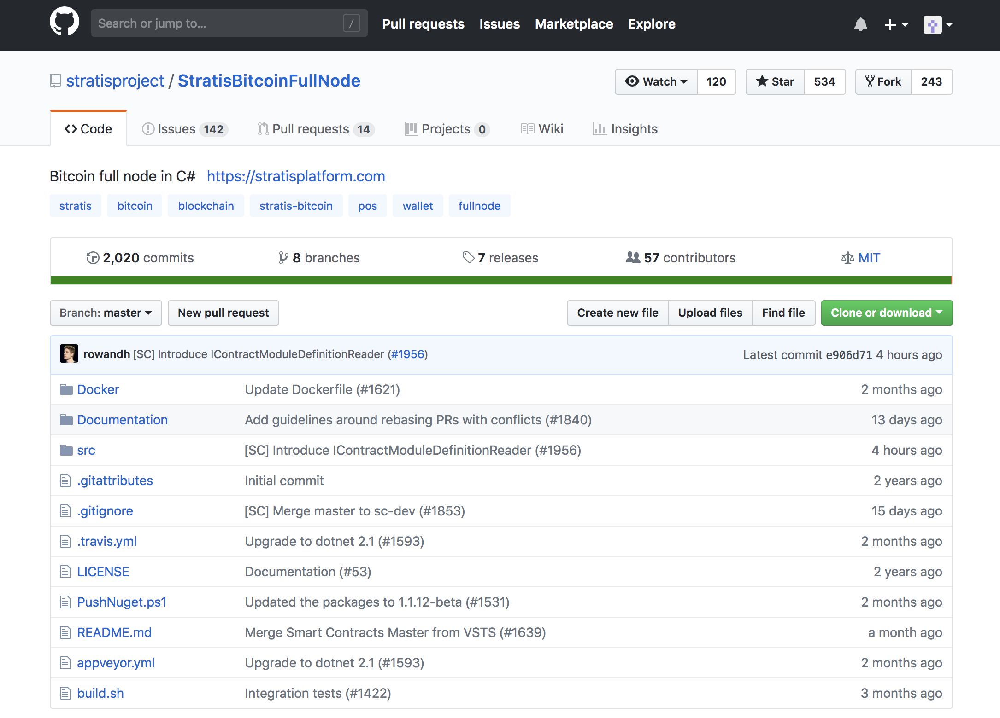 Search or jump to... / Pull requests Issues Marketplace Explore
stratisproject / StratisBitcoinFullNode Watch 120 Star 534 Fork 243
Code Issues 142 Pull requests 14 Projects 0 Wiki Insights
Bitcoin full node in C# https://stratisplatform.com
stratis bitcoin blockchain stratis-bitcoin pos wallet fullnode
2,020 commits 8 branches 7 releases 57 contributors MIT
Branch: master New pull request Create new file Upload files Find file Clone or download
rowandh [SC] Introduce IContractModuleDefinitionReader (#1956) Latest commit e906d71 4 hours ago
Docker Update Dockerfile (#1621) 2 months ago
Documentation Add guidelines around rebasing PRs with conflicts (#1840) 13 days ago
src [SC] Introduce IContractModuleDefinitionReader (#1956) 4 hours ago
.gitattributes Initial commit 2 years ago
.gitignore [SC] Merge master to sc-dev (#1853) 15 days ago
.travis.yml Upgrade to dotnet 2.1 (#1593) 2 months ago
LICENSE Documentation (#53) 2 years ago
PushNuget.ps1 Updated the packages to 1.1.12-beta (#1531) 2 months ago
README.md Merge Smart Contracts Master from VSTS (#1639) a month ago
appveyor.yml Upgrade to dotnet 2.1 (#1593) 2 months ago
build.sh Integration tests (#1422) 3 months ago